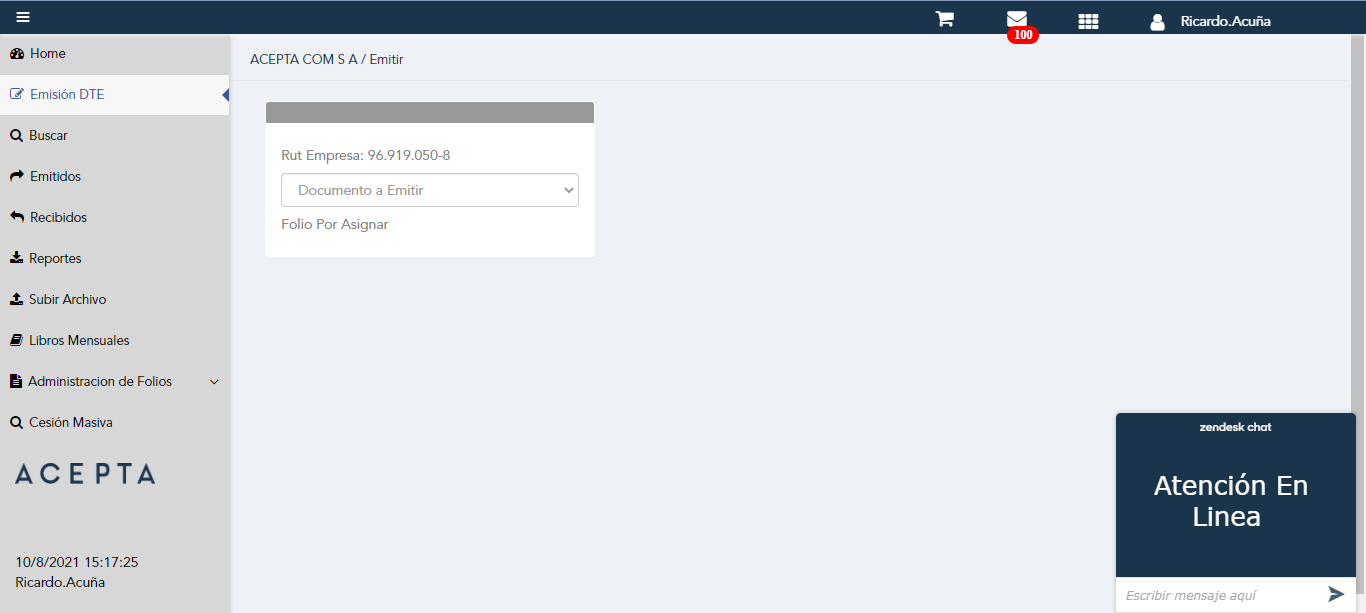 100
Ricardo.Acuña
Home
Emisión DTE
Buscar
Emitidos
Recibidos
Reportes
Subir Archivo
Libros Mensuales
Administracion de Folios
Cesión Masiva
ACEPTA
10/8/2021 15:17:25
Ricardo.Acuña
ACEPTA COM S A / Emitir
Rut Empresa: 96.919.050-8
Documento a Emitir
Folio Por Asignar
zendesk chat
Atención En
Linea
Escribir mensaje aquí